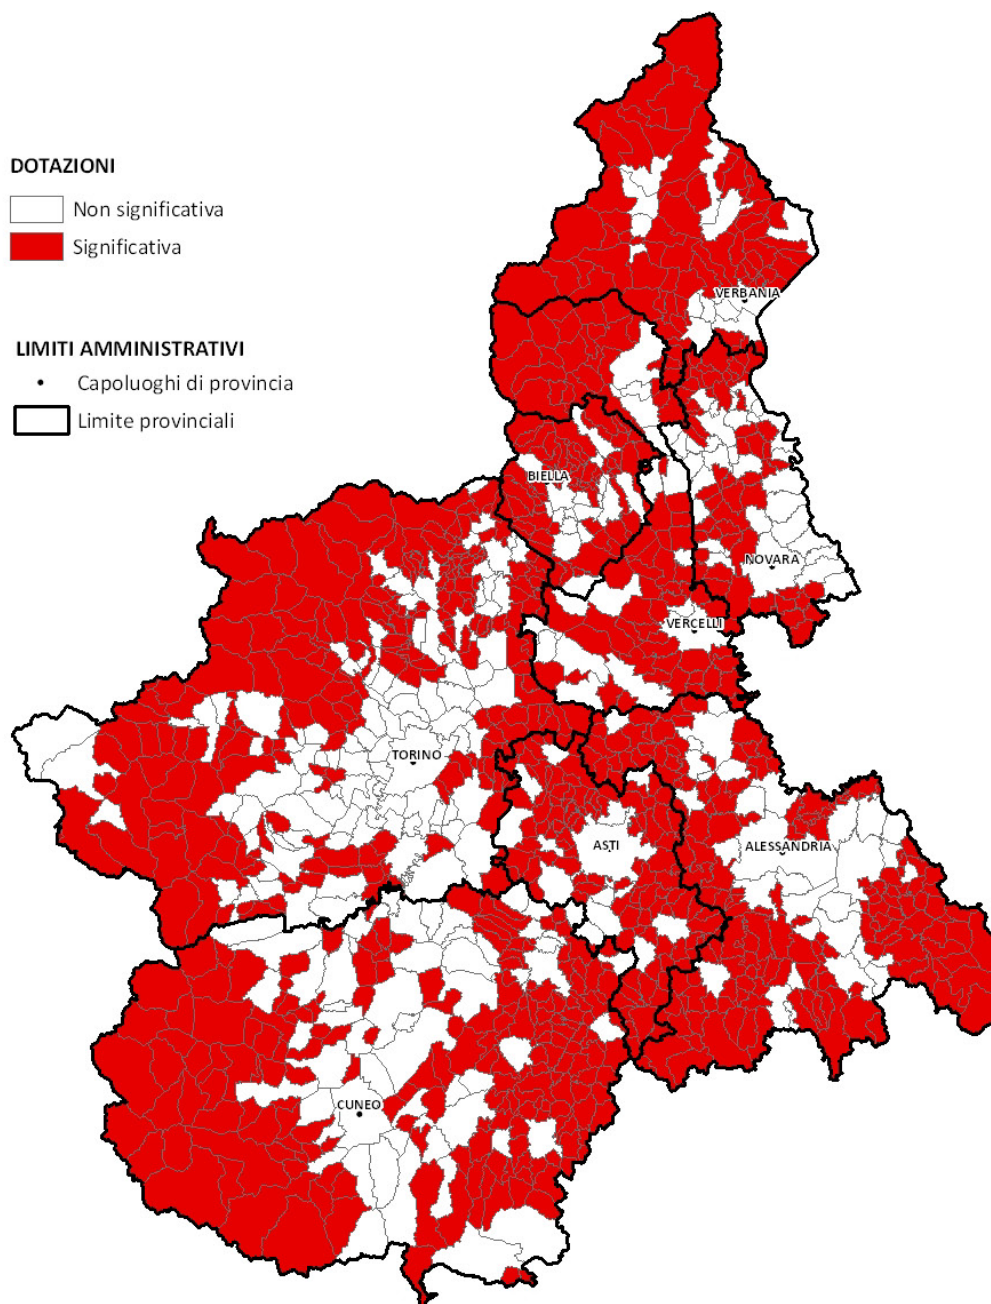 DOTAZIONI
Non significativa
Significativa
LIMITI AMMINISTRATIVI
Capoluoghi di provincia
Limite provinciali
VERBANIA
BIELLA
NOVARA
VERCELLI
TORINO
ASTI
ALESSANDRIA
CUNEO